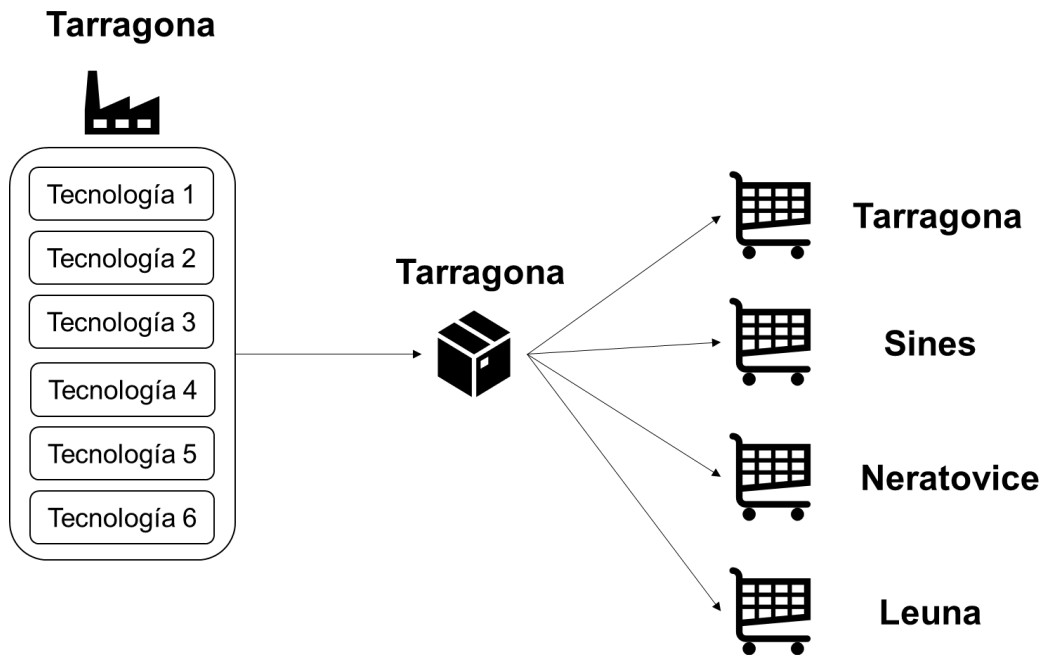 Tarragona
Tecnología 1
Tecnología 2
Tecnología 3
Tecnología 4
Tecnología 5
Tecnología 6
Tarragona
Tarragona
Sines
Neratovice
Leuna